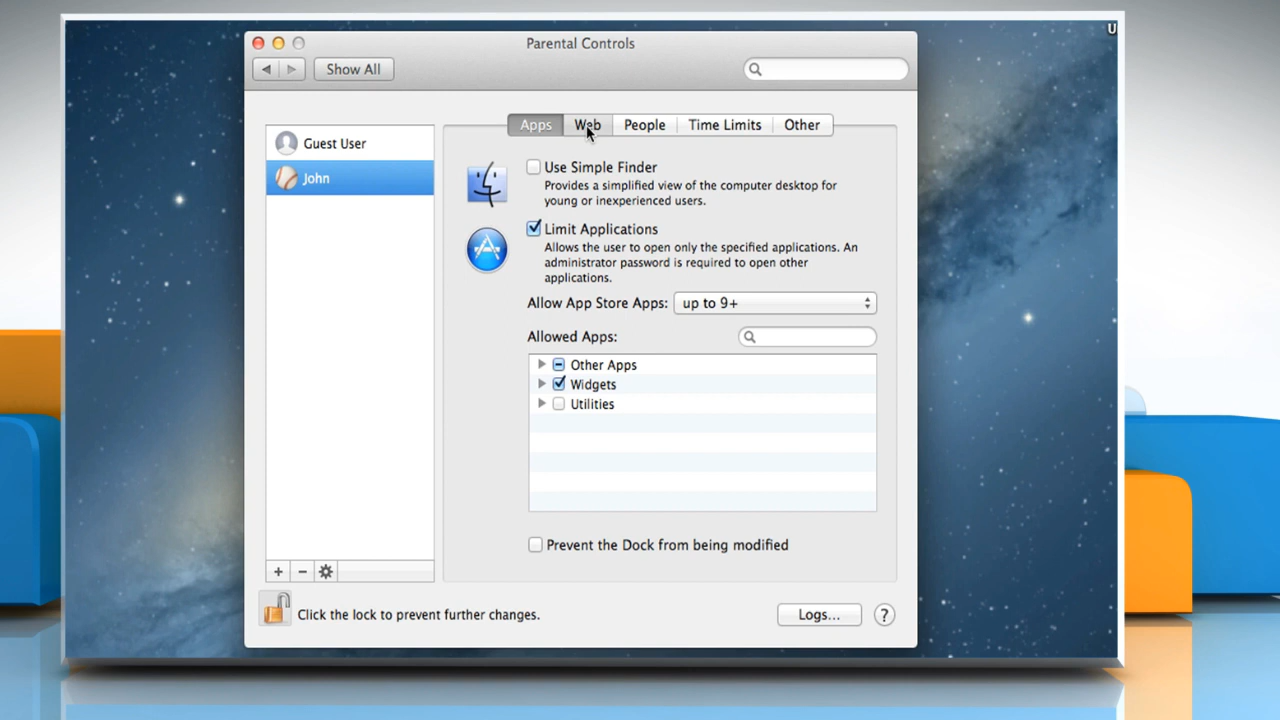 U
Parental Controls
Show All
Apps Web People Time Limits Other
Guest User
John
Use Simple Finder
Provides a simplified view of the computer desktop for
young or inexperienced users.
Limit Applications
Allows the user to open only the specified applications. An
administrator password is required to open other
applications.
Allow App Store Apps: up to 9+
Allowed Apps:
Other Apps
Widgets
Utilities
Prevent the Dock from being modified
Click the lock to prevent further changes.
Logs... ?